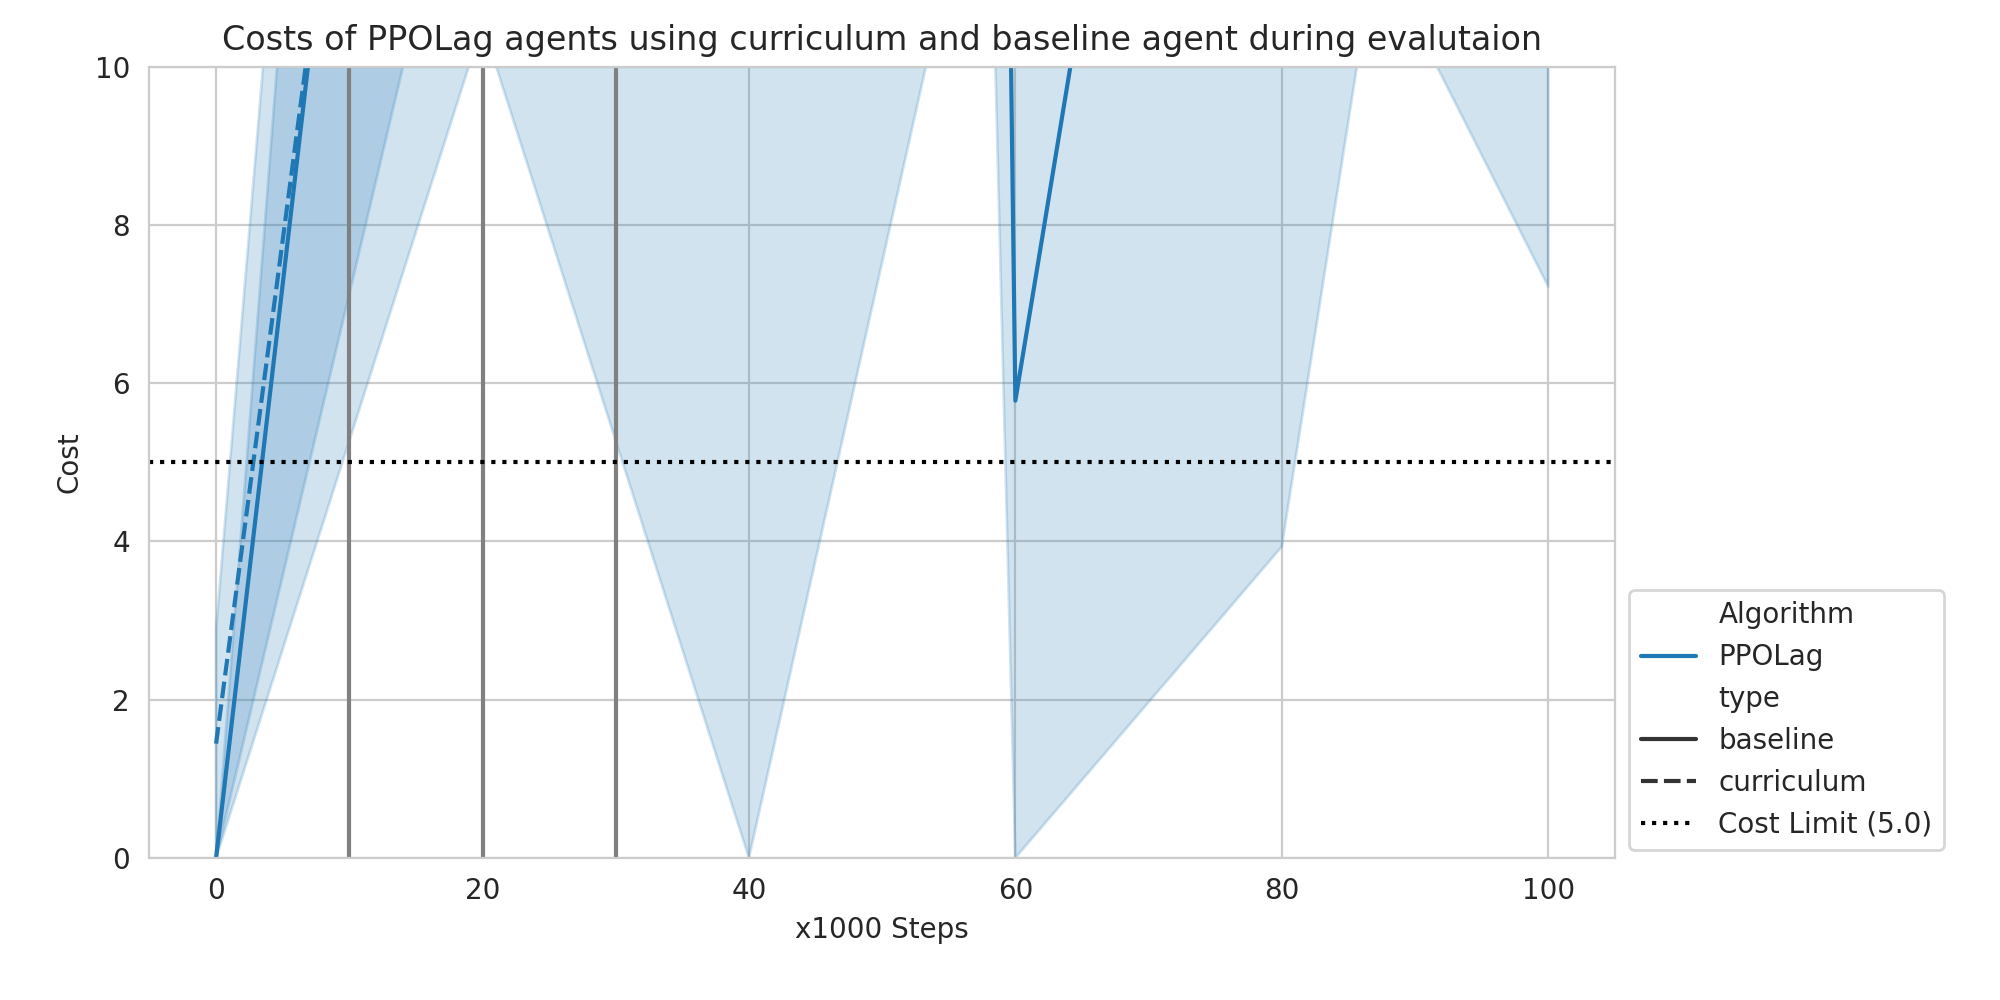 Costs of PPOLag agents using curriculum and baseline agent during evalutaion
10
8
6
4
2
0
Cost
0 20 40 60 80 100
x1000 Steps
Algorithm
PPOLag
type
baseline
curriculum
Cost Limit (5.0)